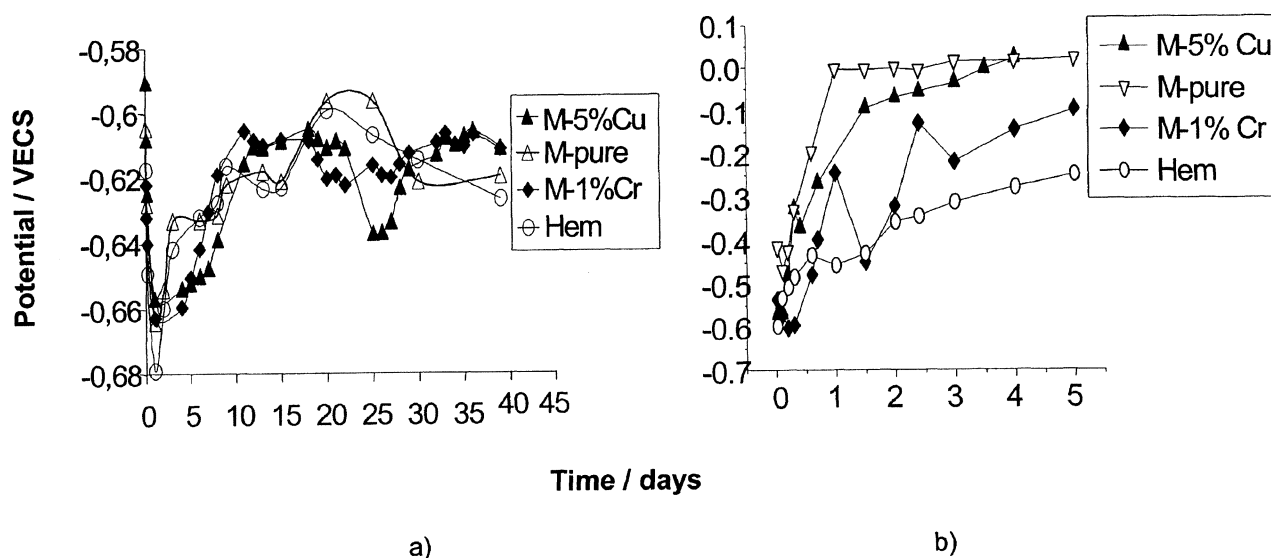 -0,58
-0,6
-0,62
-0,64
-0,66
-0,68
0 5 10 15 20 25 30 35 40 45
Potential / VECS
M-5%Cu
M-pure
M-1%Cr
Hem
0.1
0.0
-0.1
-0.2
-0.3
-0.4
-0.5
-0.6
-0.7
0 1 2 3 4 5
M-5% Cu
M-pure
M-1% Cr
Hem
Time / days
a)
b)